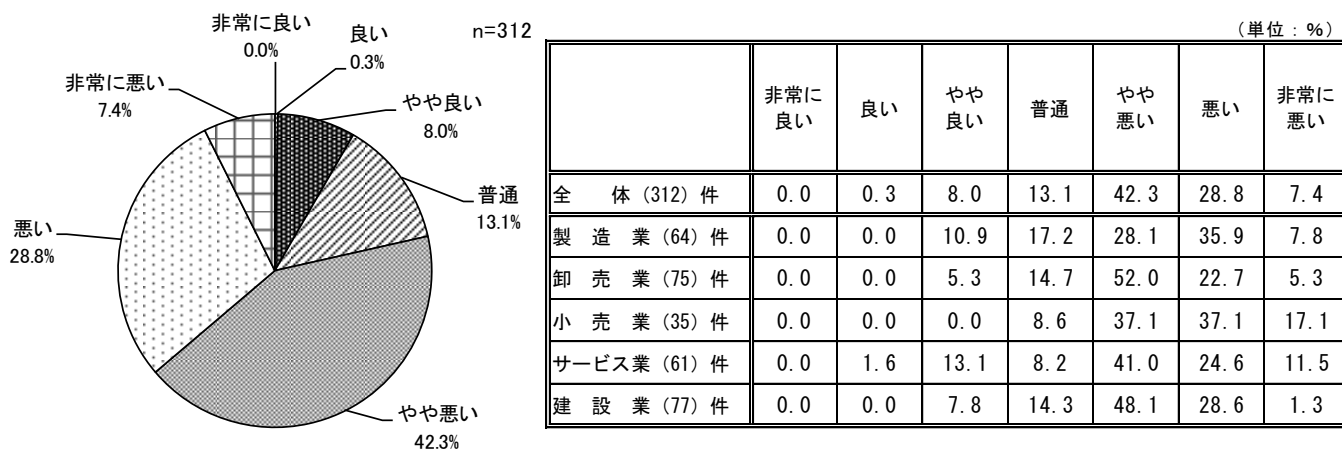 非常に良い
0.0%
良い
0.3%
n=312
非常に悪い
7.4%
やや良い
8.0%
普通
13.1%
悪い
28.8%
やや悪い
42.3%
（単位：%）
非常に良い 良い やや良い 普通 やや悪い 悪い 非常に悪い
全　体（312）件 0.0 0.3 8.0 13.1 42.3 28.8 7.4
製　造　業（64）件 0.0 0.0 10.9 17.2 28.1 35.9 7.8
卸　売　業（75）件 0.0 0.0 5.3 14.7 52.0 22.7 5.3
小　売　業（35）件 0.0 0.0 0.0 8.6 37.1 37.1 17.1
サービス業（61）件 0.0 1.6 13.1 8.2 41.0 24.6 11.5
建　設　業（77）件 0.0 0.0 7.8 14.3 48.1 28.6 1.3